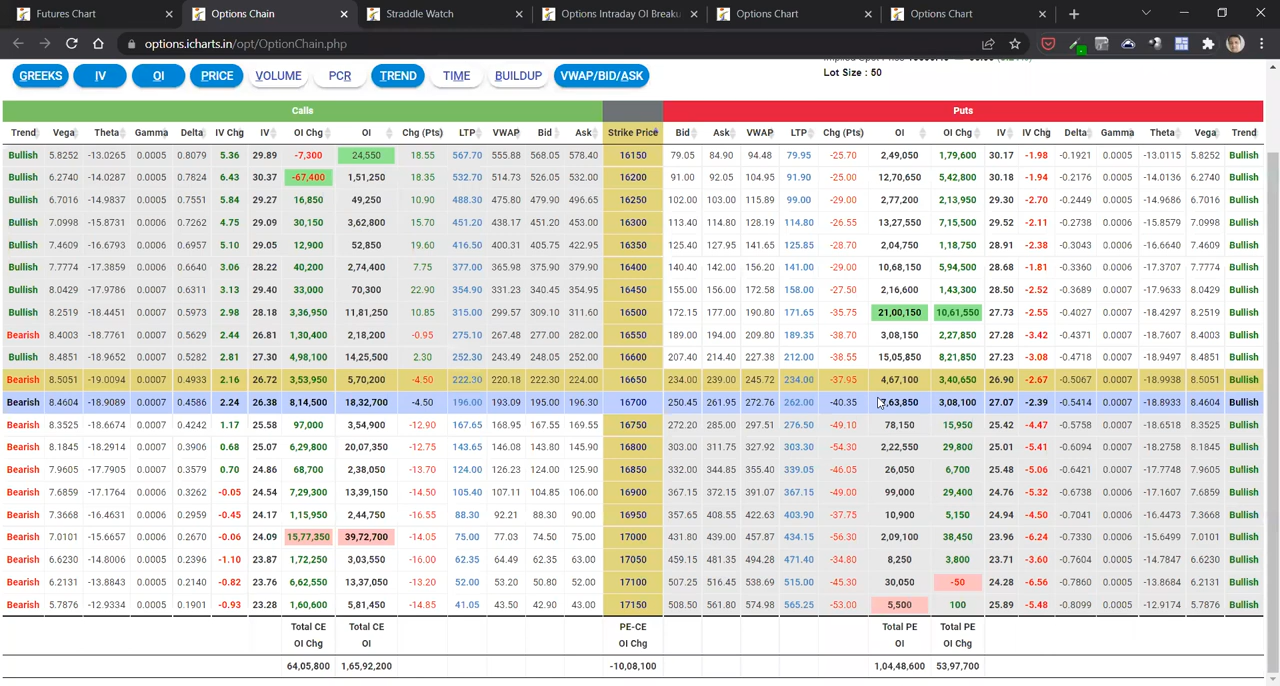 Futures Chart
Options Chain
Straddle Watch
Options Intraday OI Breaku
Options Chart
Options Chart
options.icharts.in/opt/OptionChain.php
GREEKS IV OI PRICE VOLUME PCR TREND TIME BUILDUP VWAP/BID/ASK
Lot Size : 50
Calls Puts
Trend Vega Theta Gamma Delta IV Chg IV OI Chg OI Chg (Pts) LTP VWAP Bid Ask Strike Price Bid Ask VWAP LTP Chg (Pts) OI OI Chg IV IV Chg Delta Gamma Theta Vega Trend
Bullish 5.8252 -13.0265 0.0005 0.8079 5.36 29.89 -7,300 24,550 18.55 567.70 555.88 568.05 578.40 16150 79.05 84.90 94.48 79.95 -25.70 2,49,050 1,79,600 30.17 -1.98 -0.1921 0.0005 -13.0115 5.8252 Bullish
Bullish 6.2740 -14.0287 0.0005 0.7824 6.43 30.37 -67,400 1,51,250 18.35 532.70 514.73 526.05 532.00 16200 91.00 92.05 104.95 91.90 -25.00 12,70,650 5,42,800 30.18 -1.94 -0.2176 0.0005 -14.0136 5.8252 Bullish
Bullish 6.7016 -14.9837 0.0005 0.7551 5.84 29.27 16,850 49,250 10.90 488.30 475.80 479.50 496.65 16250 102.00 103.00 115.89 99.00 -29.00 2,77,200 2,13,950 29.30 -2.70 -0.2449 0.0005 -14.9686 6.7016 Bullish
Bullish 7.0998 -15.8731 0.0006 0.7262 4.75 29.09 30,150 3,62,800 15.70 451.20 438.17 451.20 453.00 16300 113.40 114.80 128.19 114.80 -26.55 13,27,550 7,15,500 29.52 -2.11 -0.2738 0.0006 -15.8579 7.0998 Bullish
Bullish 7.4609 -16.6793 0.0006 0.6957 5.10 29.05 12,900 52,850 19.60 416.50 400.31 405.75 422.95 16350 125.40 127.95 141.65 125.85 -28.70 2,04,750 1,18,750 28.91 -2.38 -0.3043 0.0006 -16.6640 7.4609 Bullish
Bullish 7.7774 -17.3859 0.0006 0.6640 3.06 28.22 40,200 2,74,400 7.75 377.00 365.98 375.90 379.90 16400 140.40 142.00 156.20 141.00 -29.00 10,68,150 5,94,500 28.68 -1.81 -0.3360 0.0006 -17.3707 7.7774 Bullish
Bullish 8.0429 -17.9786 0.0006 0.6311 3.13 29.40 33,000 70,300 22.90 354.90 331.23 340.45 354.95 16450 155.00 156.00 172.58 158.00 -27.50 2,16,600 1,43,300 28.50 -2.52 -0.3689 0.0006 -17.9633 8.0429 Bullish
Bullish 8.2519 -18.4451 0.0006 0.5973 2.98 28.18 3,36,950 11,81,250 10.85 315.00 299.57 309.10 311.60 16500 172.15 177.00 190.80 171.65 -35.75 21,00,150 10,61,550 27.73 -2.55 -0.4027 0.0006 -18.4297 8.2519 Bullish
Bearish 8.4003 -18.7761 0.0006 0.5629 2.44 26.81 1,30,400 2,18,200 -0.95 275.10 267.48 277.00 282.00 16550 189.00 194.00 207.90 189.35 -38.70 3,08,150 2,27,850 27.28 -3.42 -0.4371 0.0006 -18.7607 8.4003 Bullish
Bullish 8.4851 -18.9652 0.0006 0.5282 2.81 27.30 4,98,100 14,25,500 2.30 252.30 243.49 248.05 252.00 16600 207.40 214.40 227.38 212.00 -38.55 15,05,850 8,21,850 27.23 -3.08 -0.4718 0.0006 -18.9497 8.4851 Bullish
Bearish 8.5051 -19.0094 0.0007 0.4933 2.16 26.72 3,53,950 5,70,200 -4.50 222.30 220.18 222.30 224.00 16650 234.00 239.00 245.72 234.00 -37.95 4,67,100 3,40,650 26.90 -2.67 -0.5067 0.0007 -18.9938 8.5051 Bullish
Bearish 8.4604 -18.9089 0.0007 0.4586 2.24 26.38 8,14,500 18,32,700 -4.50 196.00 193.09 195.00 196.30 16700 250.45 261.95 272.76 262.00 -40.35 3,08,100 27.07 -2.39 -0.5414 0.0007 -18.8933 8.4604 Bullish
Bearish 8.3525 -18.6674 0.0007 0.4242 1.17 25.58 97,000 3,54,900 -12.90 167.65 168.95 167.55 169.55 16750 272.20 285.00 297.51 276.50 -49.10 78,150 15,950 25.42 -4.47 -0.5758 0.0007 -18.6518 8.3525 Bullish
Bearish 8.1845 -18.2914 0.0007 0.3906 0.68 25.07 6,29,800 20,07,350 -12.75 143.65 146.08 143.80 145.90 16800 303.00 311.75 327.92 303.30 -54.30 2,22,550 29,800 25.01 -5.41 -0.6094 0.0007 -18.2758 8.1845 Bullish
Bearish 7.9605 -17.7905 0.0007 0.3579 0.70 24.86 68,700 2,38,050 -13.70 124.00 126.23 124.00 125.90 16850 332.00 344.80 355.40 339.05 -46.05 26,050 6,700 25.48 -5.06 -0.6421 0.0007 -17.7748 7.9605 Bullish
Bearish 7.6859 -17.1764 0.0006 0.3262 -0.05 24.54 7,29,300 13,39,150 -14.50 105.40 107.11 104.85 106.00 16900 367.15 372.15 391.07 367.15 -49.00 99,000 29,400 24.76 -5.32 -0.6738 0.0007 -17.1607 7.6859 Bullish
Bearish 7.3668 -16.4631 0.0006 0.2959 -0.45 24.17 1,15,950 2,44,750 -16.55 88.30 92.21 88.30 90.00 16950 357.65 408.55 422.63 403.90 -37.75 10,900 5,150 24.94 -4.50 -0.7041 0.0006 -16.4473 7.3668 Bullish
Bearish 7.0101 -15.6657 0.0006 0.2670 -0.06 24.09 15,77,350 39,72,700 -14.05 75.00 77.03 74.50 75.00 17000 431.80 439.00 457.87 434.15 -56.30 2,09,100 38,450 23.96 -6.24 -0.7330 0.0006 -15.6499 7.0101 Bullish
Bearish 6.6230 -14.8006 0.0006 0.2396 -1.10 23.87 1,72,250 3,03,550 -16.00 62.35 64.49 62.35 63.00 17050 459.15 481.35 494.28 471.40 -34.80 8,250 3,800 23.71 -3.60 -0.7604 0.0006 -14.7847 6.6230 Bullish
Bearish 6.2131 -13.8843 0.0005 0.2140 -0.82 23.76 6,62,550 13,37,050 -13.20 52.00 53.20 50.80 52.00 17100 507.25 516.45 538.69 515.00 -45.30 30,050 -50 24.28 -6.56 -0.7860 0.0006 -13.8684 6.2131 Bullish
Bearish 5.7876 -12.9334 0.0005 0.1901 -0.93 23.28 1,60,600 5,81,450 -14.85 41.05 43.50 42.90 43.00 17150 508.50 561.80 574.98 565.25 -53.00 5,500 100 25.89 -5.48 -0.8099 0.0005 -12.9174 5.7876 Bullish
Total CE Total CE PE-CE Total PE Total PE
OI Chg OI OI Chg OI OI Chg
64,05,800 1,65,92,200 -10,08,100 1,04,48,600 53,97,700